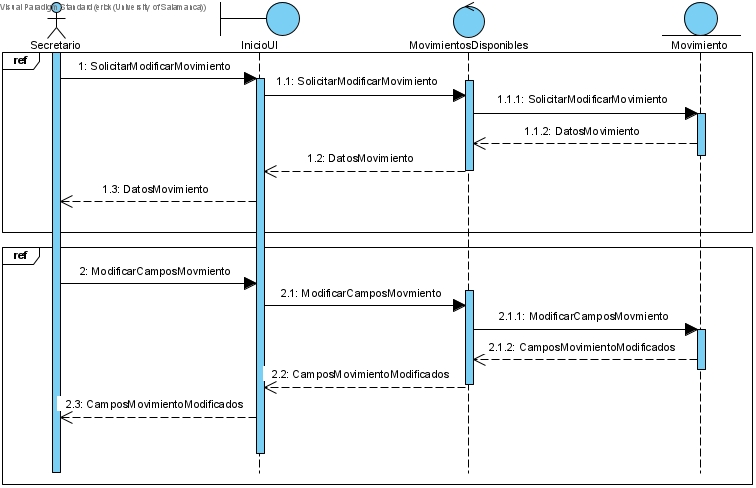 Visual Paradigm Standard(erick(University of Salamanca))
Secretario
InicioUI
MovimientosDisponibles
Movimiento
ref
1: SolicitarModificarMovimiento
1.1: SolicitarModificarMovimiento
1.1.1: SolicitarModificarMovimiento
1.1.2: DatosMovimiento
1.2: DatosMovimiento
1.3: DatosMovimiento
ref
2: ModificarCamposMovmiento
2.1: ModificarCamposMovmiento
2.1.1: ModificarCamposMovmiento
2.1.2: CamposMovimientoModificados
2.2: CamposMovimientoModificados
2.3: CamposMovimientoModificados